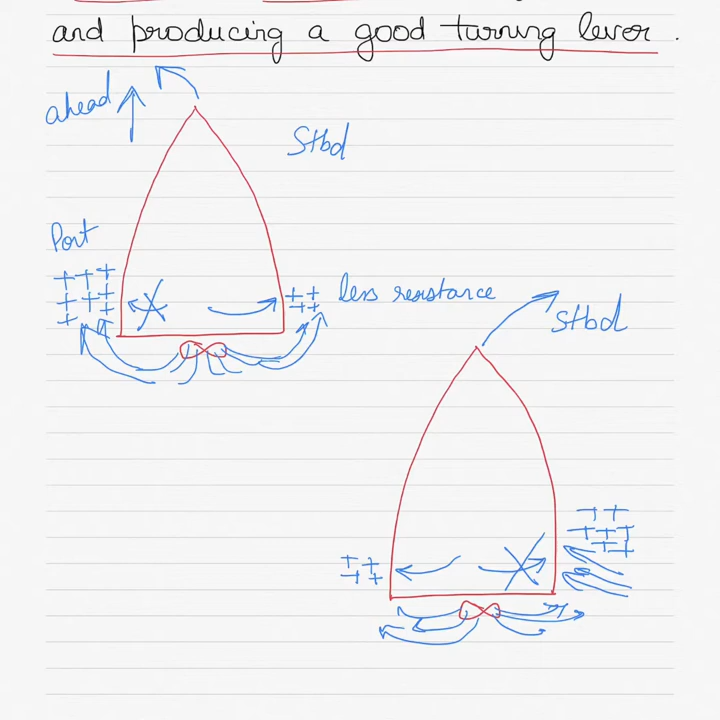 and producing a good turning lever.
ahead
Stbd
Port
less resistance
Stbd